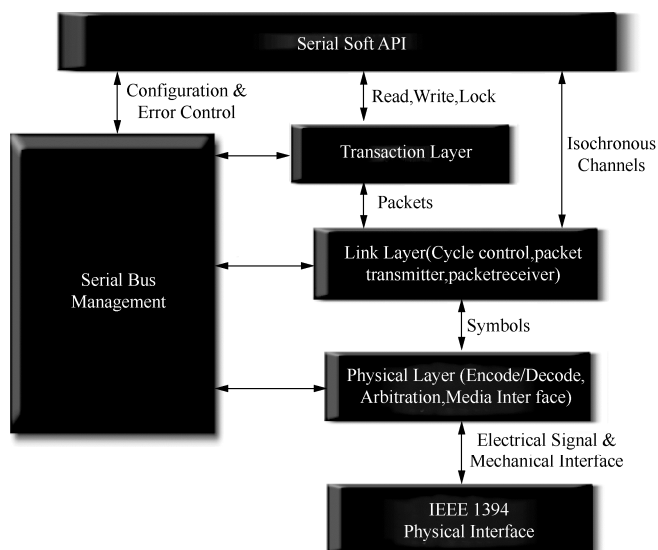 Serial Soft API
Configuration &
Error Control
Read,Write,Lock
Isochronous
Channels
Transaction Layer
Packets
Serial Bus
Management
Link Layer(Cycle control,packet
transmitter,packetreceiver)
Symbols
Physical Layer (Encode/Decode,
Arbitration,Media Inter face)
Electrical Signal &
Mechanical Interface
IEEE 1394
Physical Interface